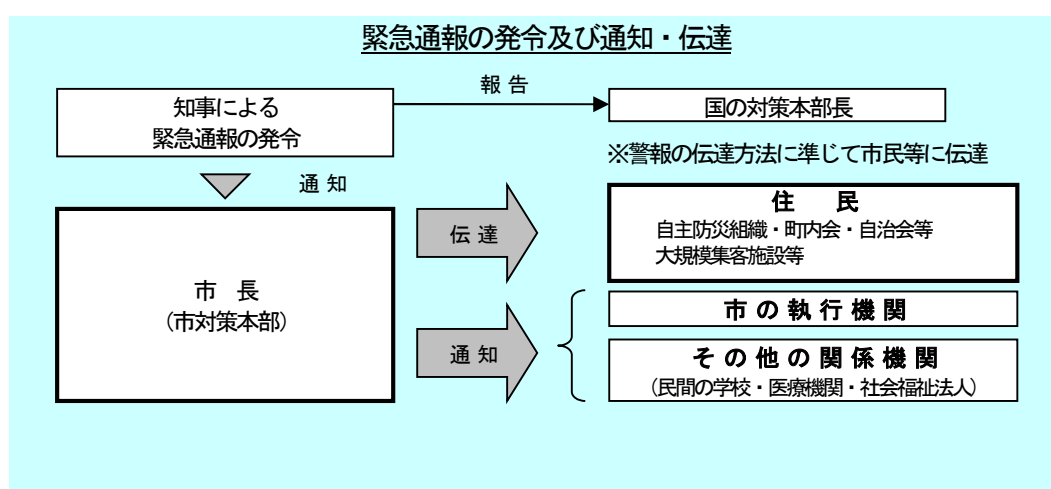 緊急通報の発令及び通知・伝達
報 告
知事による
緊急通報の発令
国の対策本部長
※警報の伝達方法に準じて市民等に伝達
通 知
住　民
自主防災組織・町内会・自治会等
大規模集客施設等
伝 達
市　長
（市対策本部）
市 の 執 行 機 関
通 知
そ の 他 の 関 係 機 関
（民間の学校・医療機関・社会福祉法人）